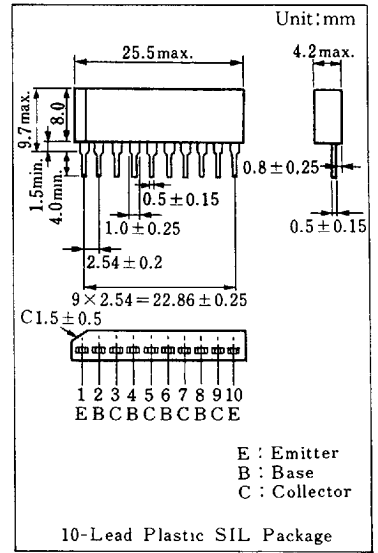 Unit:mm
25.5max.
4.2max.
9.7max.
8.0
1.5min.
4.0min.
0.8±0.25
0.5±0.15
1.0±0.25
0.5±0.15
2.54±0.2
9×2.54=22.86±0.25
C1.5±0.5
1 2 3 4 5 6 7 8 9 10
E B C B C B C B C E
E : Emitter
B : Base
C : Collector
10-Lead Plastic SIL Package